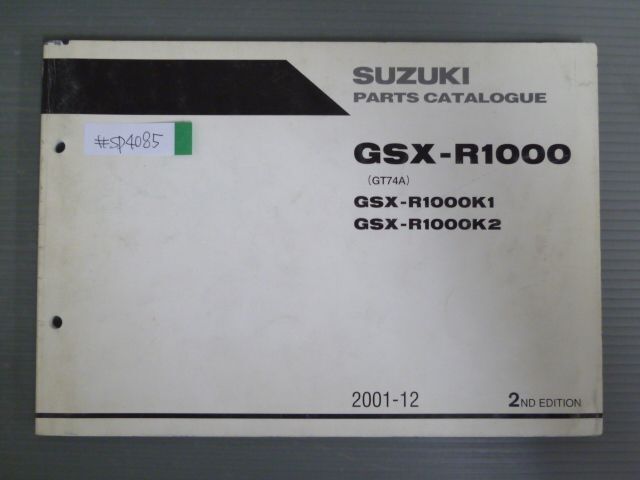 SUZUKI
PARTS CATALOGUE
#SP4085
GSX-R1000
(GT74A)
GSX-R1000K1
GSX-R1000K2
2001-12 2ND EDITION